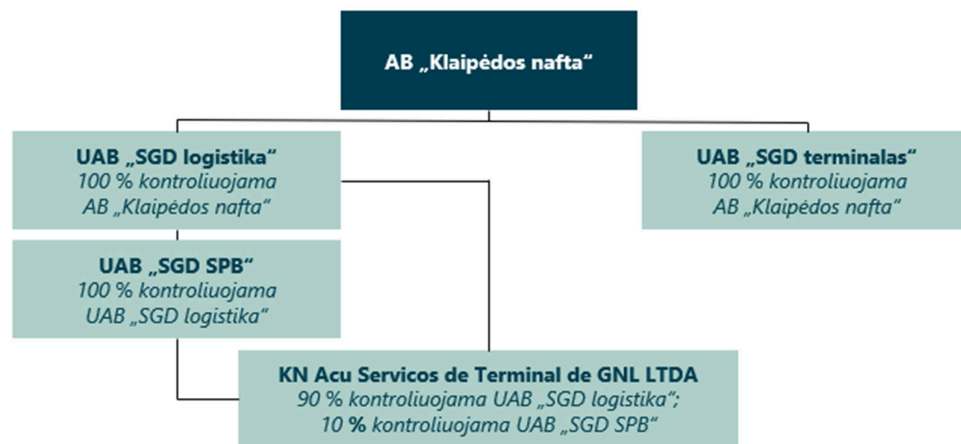 AB „Klaipėdos nafta“
UAB „SGD logistika“
100 % kontroliuojama
AB „Klaipėdos nafta“
UAB „SGD terminalas“
100 % kontroliuojama
AB „Klaipėdos nafta“
UAB „SGD SPB“
100 % kontroliuojama
UAB „SGD logistika“
KN Acu Servicos de Terminal de GNL LTDA
90 % kontroliuojama UAB „SGD logistika“;
10 % kontroliuojama UAB „SGD SPB“